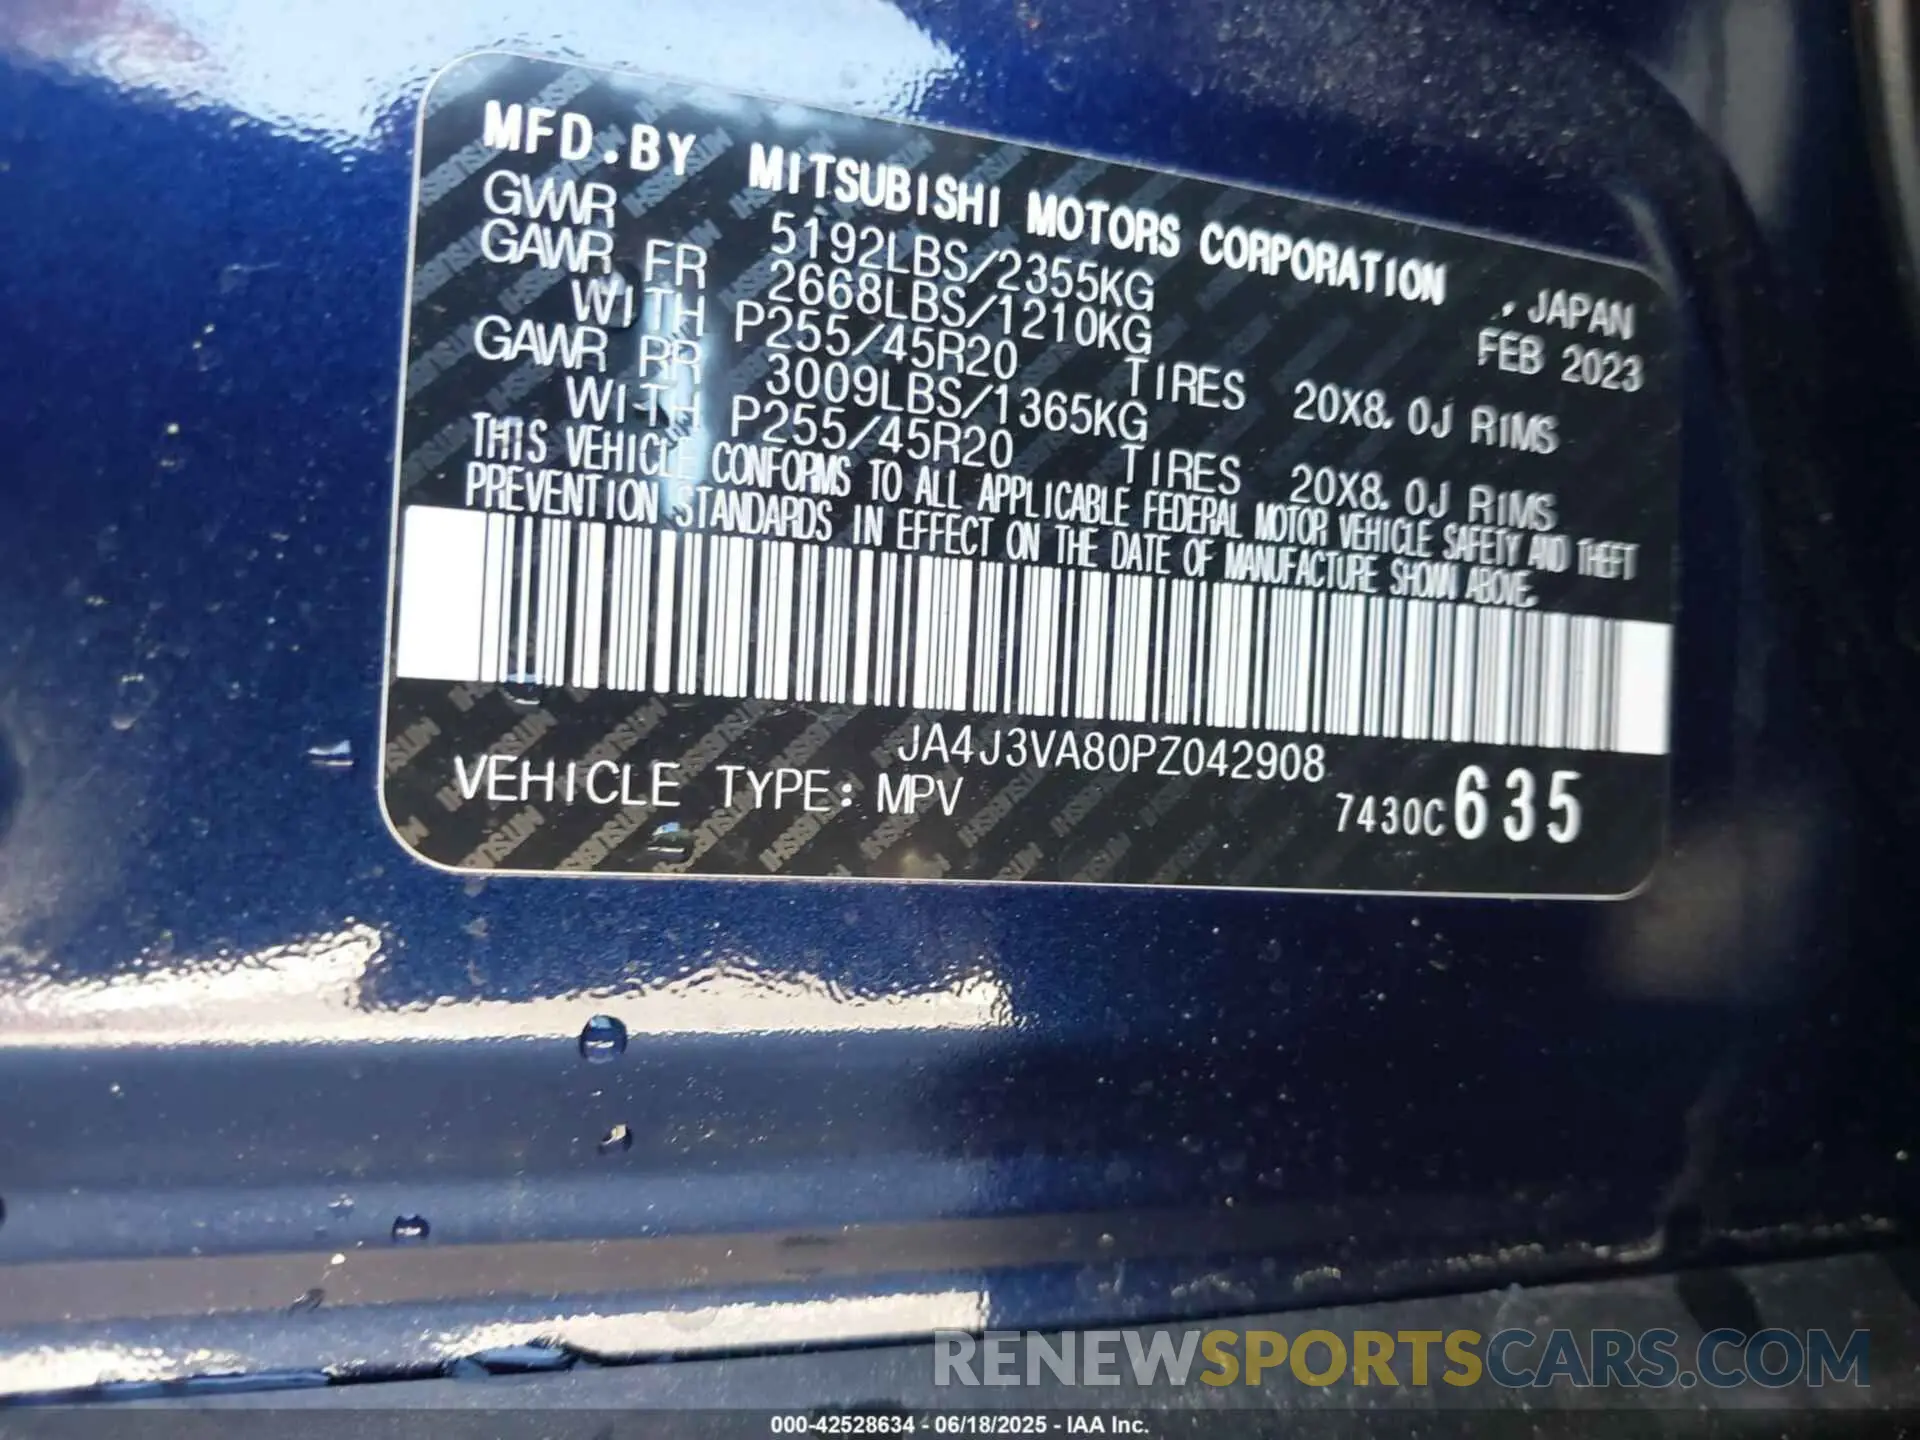 MFD.BY MITSUBISHI MOTORS CORPORATION , JAPAN
GVWR 5192LBS/2355KG FEB 2023
GAWR FR 2668LBS/1210KG
WITH P255/45R20 TIRES 20X8.0J RIMS
GAWR RR 3009LBS/1365KG
WITH P255/45R20 TIRES 20X8.0J RIMS
THIS VEHICLE CONFORMS TO ALL APPLICABLE FEDERAL MOTOR VEHICLE SAFETY AND THEFT
PREVENTION STANDARDS IN EFFECT ON THE DATE OF MANUFACTURE SHOWN ABOVE.
JA4J3VA80PZ042908
VEHICLE TYPE: MPV 7430C635
RENEWSPORTSCARS.COM
000-42528634 - 06/18/2025 - IAA Inc.